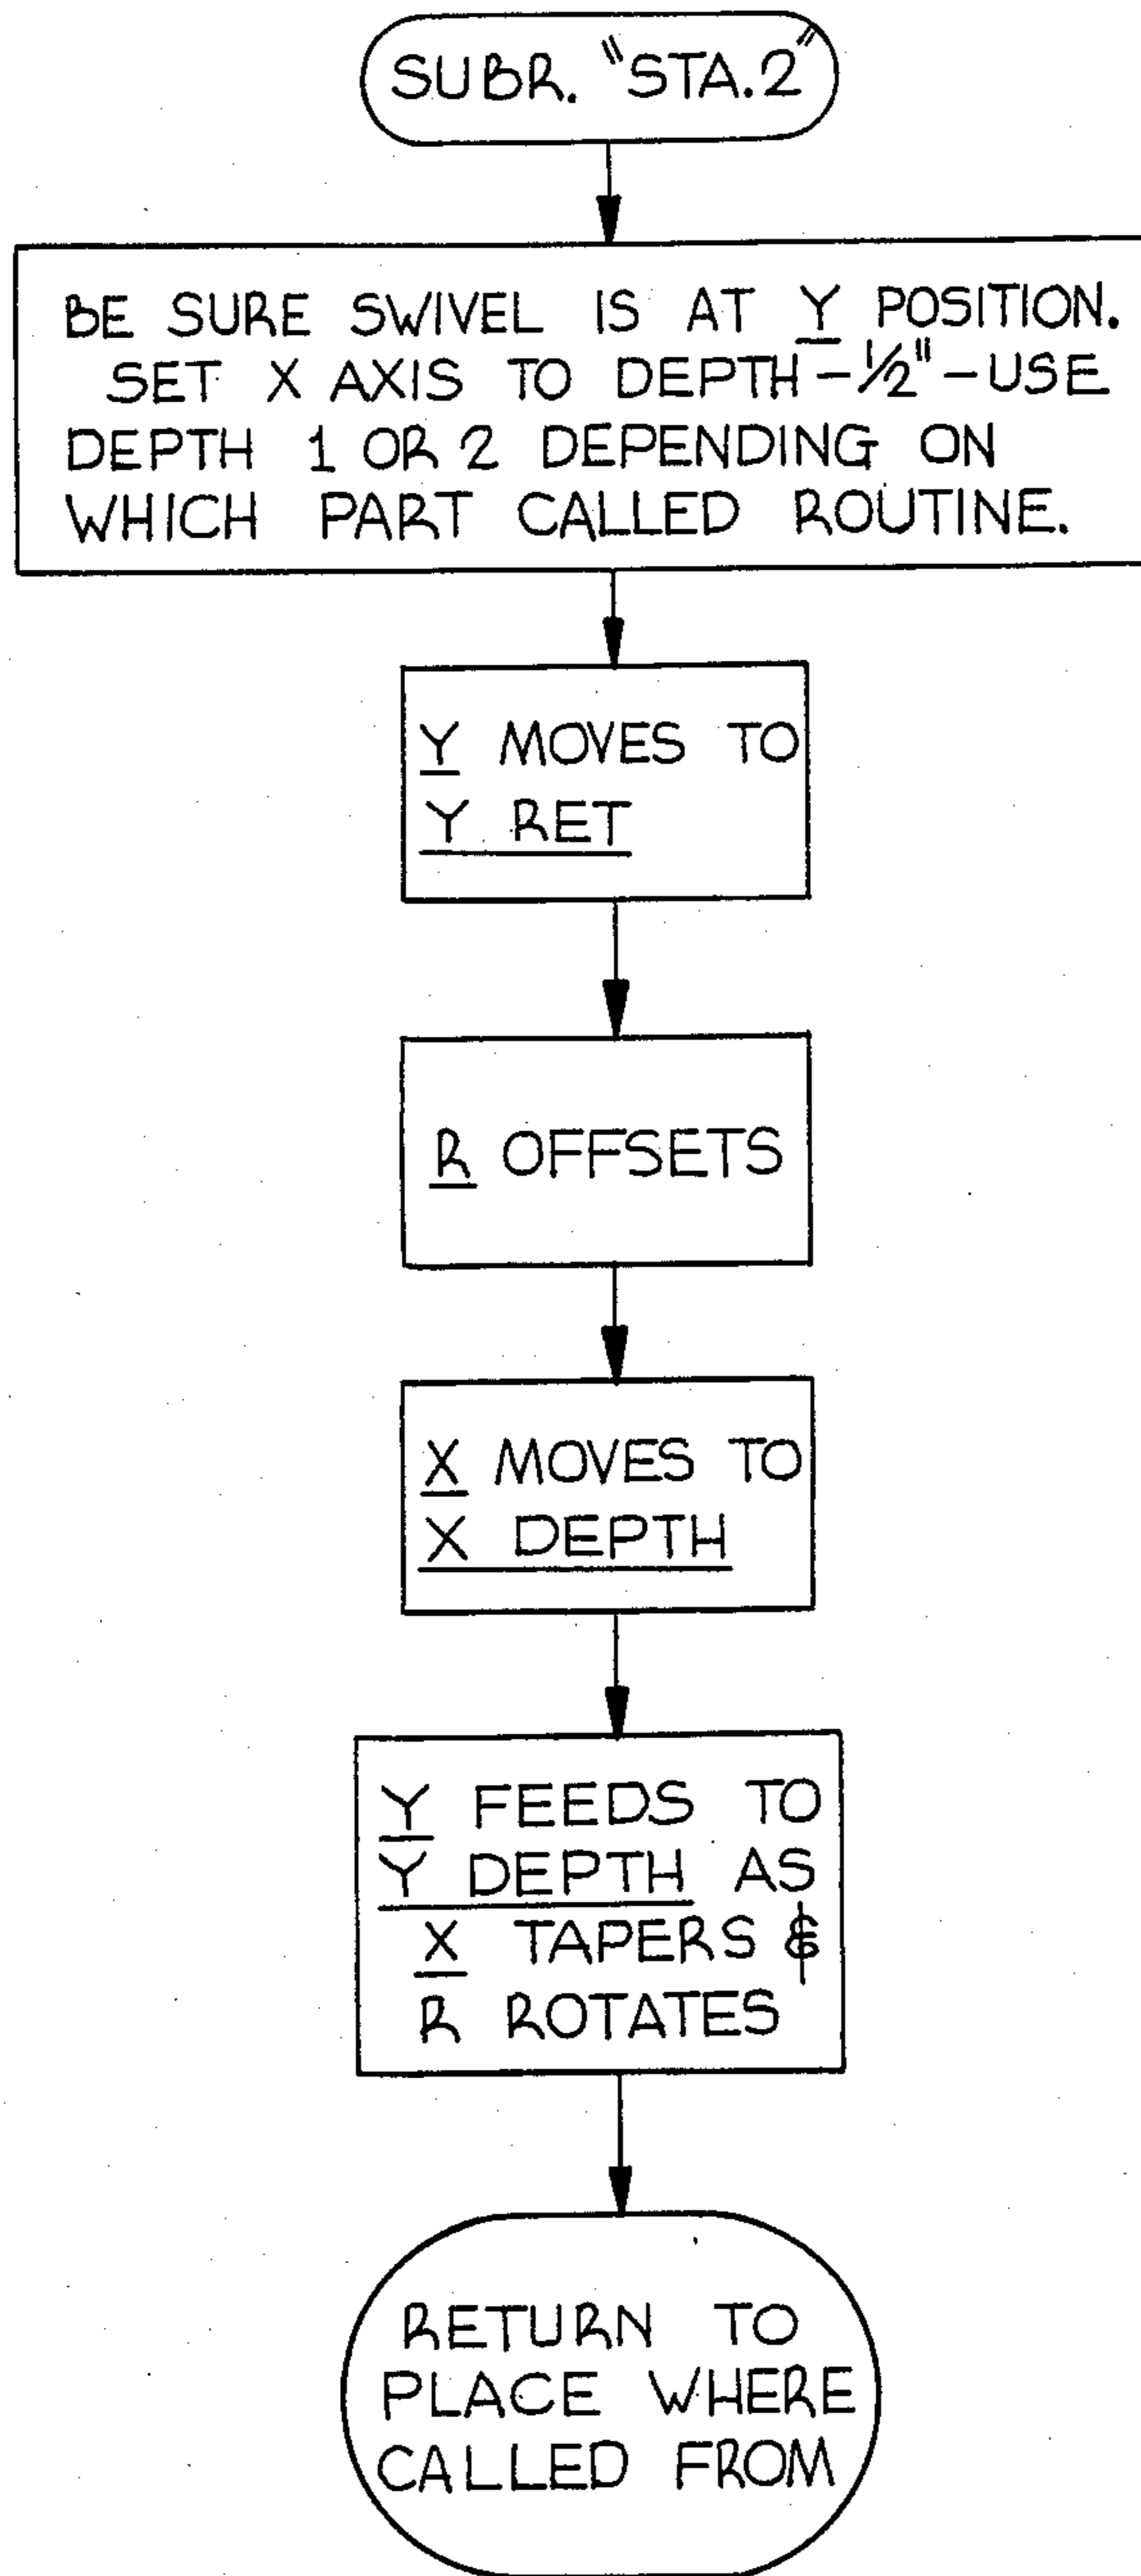 SUBR. "STA.2"
BE SURE SWIVEL IS AT Y POSITION.
SET X AXIS TO DEPTH - ½" - USE
DEPTH 1 OR 2 DEPENDING ON
WHICH PART CALLED ROUTINE.
Y MOVES TO
Y RET
R OFFSETS
X MOVES TO
X DEPTH
Y FEEDS TO
Y DEPTH AS
X TAPERS &
R ROTATES
RETURN TO
PLACE WHERE
CALLED FROM